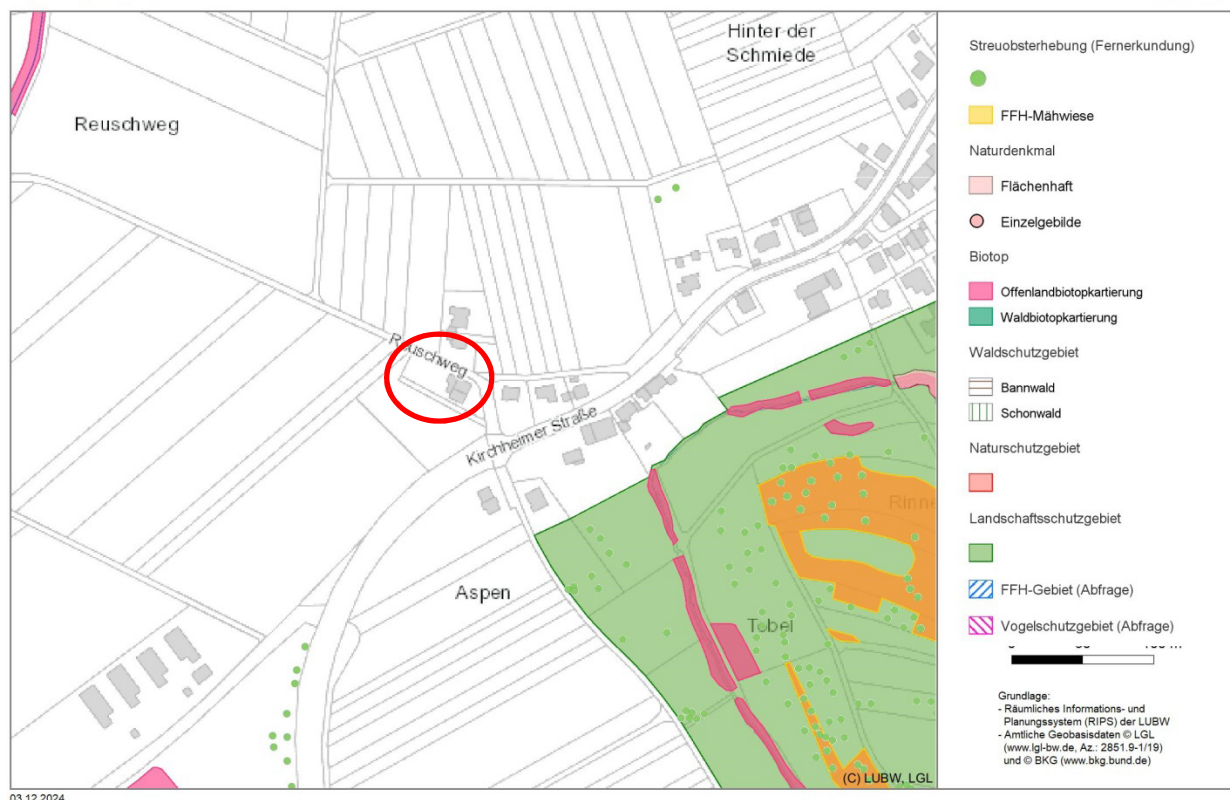 Hinter der
Schmiede
Reuschweg
Reuschweg
Kirchheimer Straße
Aspen
Tobel
(C) LUBW, LGL
03.12.2024
Streuobsterhebung (Fernerkundung)
FFH-Mähwiese
Naturdenkmal
Flächenhaft
Einzelgebilde
Biotop
Offenlandbiotopkartierung
Waldbiotopkartierung
Waldschutzgebiet
Bannwald
Schonwald
Naturschutzgebiet
Landschaftsschutzgebiet
FFH-Gebiet (Abfrage)
Vogelschutzgebiet (Abfrage)
Grundlage:
- Räumliches Informations- und
Planungssystem (RIPS) der LUBW
- Amtliche Geobasisdaten © LGL
(www.lgl-bw.de, Az.: 2851.9-1/19)
und © BKG (www.bkg.bund.de)